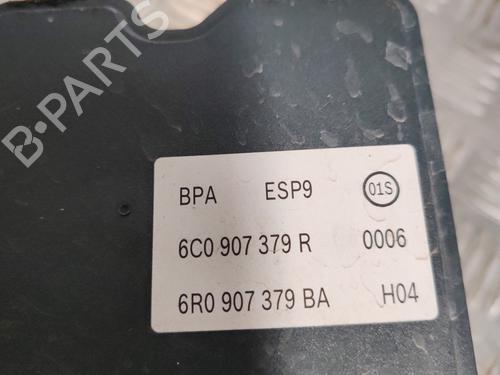 B-PARTS
BPA ESP9 01S
6C0 907 379 R 0006
6R0 907 379 BA H04